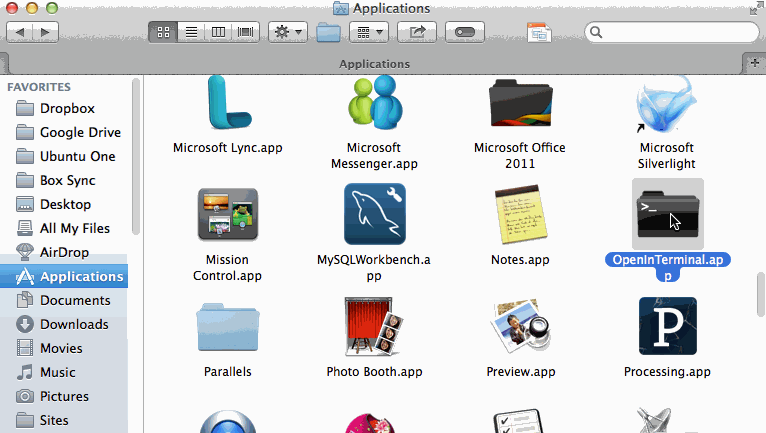 Applications
Applications
FAVORITES
Dropbox
Google Drive
Ubuntu One
Box Sync
Desktop
All My Files
AirDrop
Applications
Documents
Downloads
Movies
Music
Pictures
Sites
Microsoft Lync.app
Microsoft
Messenger.app
Microsoft Office
2011
Microsoft
Silverlight
Mission
Control.app
MySQLWorkbench.a
pp
Notes.app
>_
OpenInTerminal.ap
p
Parallels
Photo Booth.app
Preview.app
P
Processing.app